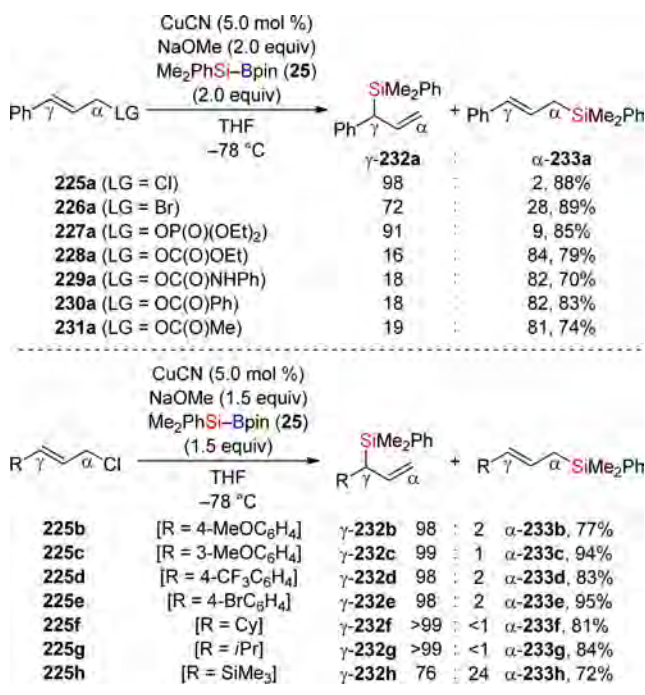 CuCN (5.0 mol %)
NaOMe (2.0 equiv)
Me₂PhSi–Bpin (25)
(2.0 equiv)
THF
–78 °C
Ph γ α LG
SiMe₂Ph
Ph γ α
+
Ph γ α SiMe₂Ph
γ-232a : α-233a
225a (LG = Cl) 98 : 2, 88%
226a (LG = Br) 72 : 28, 89%
227a (LG = OP(O)(OEt)₂) 91 : 9, 85%
228a (LG = OC(O)OEt) 16 : 84, 79%
229a (LG = OC(O)NHPh) 18 : 82, 70%
230a (LG = OC(O)Ph) 18 : 82, 83%
231a (LG = OC(O)Me) 19 : 81, 74%
CuCN (5.0 mol %)
NaOMe (1.5 equiv)
Me₂PhSi–Bpin (25)
(1.5 equiv)
THF
–78 °C
R γ α Cl
SiMe₂Ph
R γ α
+
R γ α SiMe₂Ph
225b [R = 4-MeOC₆H₄] γ-232b 98 : 2 α-233b, 77%
225c [R = 3-MeOC₆H₄] γ-232c 99 : 1 α-233c, 94%
225d [R = 4-CF₃C₆H₄] γ-232d 98 : 2 α-233d, 83%
225e [R = 4-BrC₆H₄] γ-232e 98 : 2 α-233e, 95%
225f [R = Cy] γ-232f >99 : <1 α-233f, 81%
225g [R = iPr] γ-232g >99 : <1 α-233g, 84%
225h [R = SiMe₃] γ-232h 76 : 24 α-233h, 72%